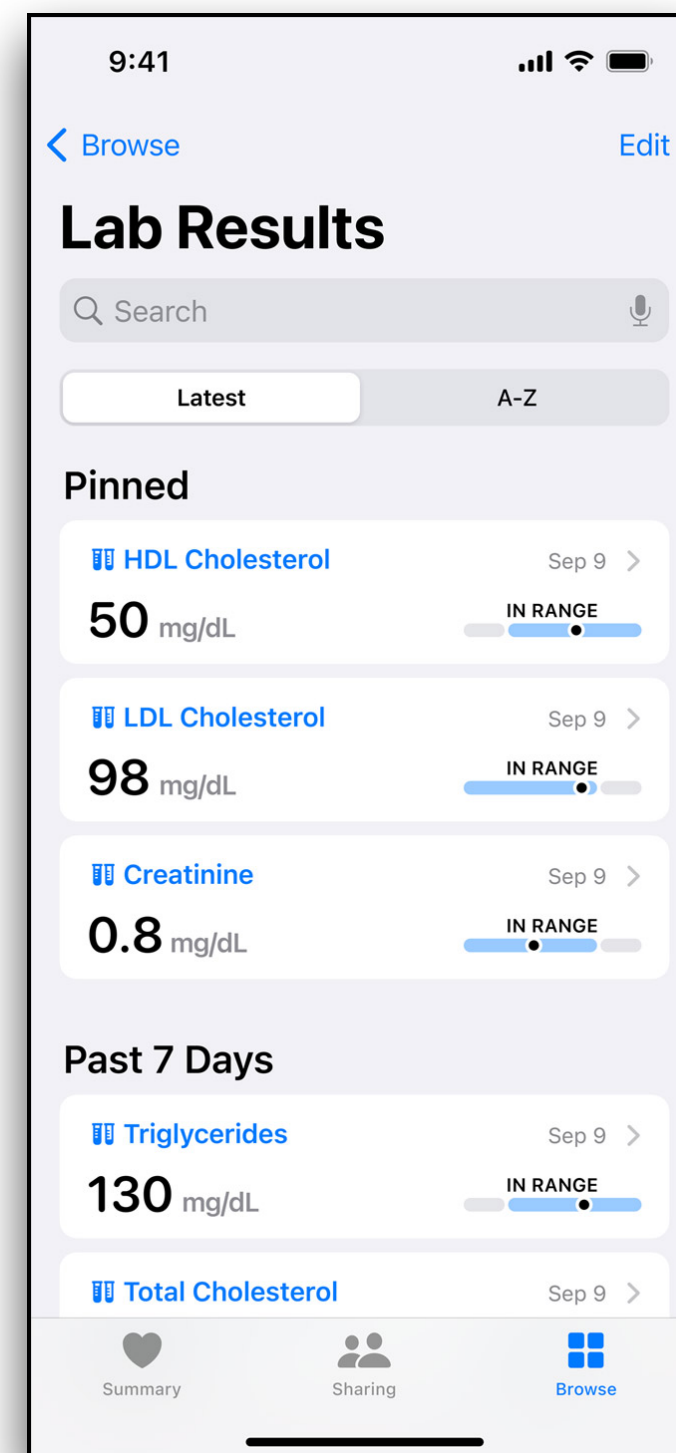 9:41
Browse
Edit
Lab Results
Search
Latest
A-Z
Pinned
HDL Cholesterol
Sep 9
50 mg/dL
IN RANGE
LDL Cholesterol
Sep 9
98 mg/dL
IN RANGE
Creatinine
Sep 9
0.8 mg/dL
IN RANGE
Past 7 Days
Triglycerides
Sep 9
130 mg/dL
IN RANGE
Total Cholesterol
Sep 9
Summary
Sharing
Browse